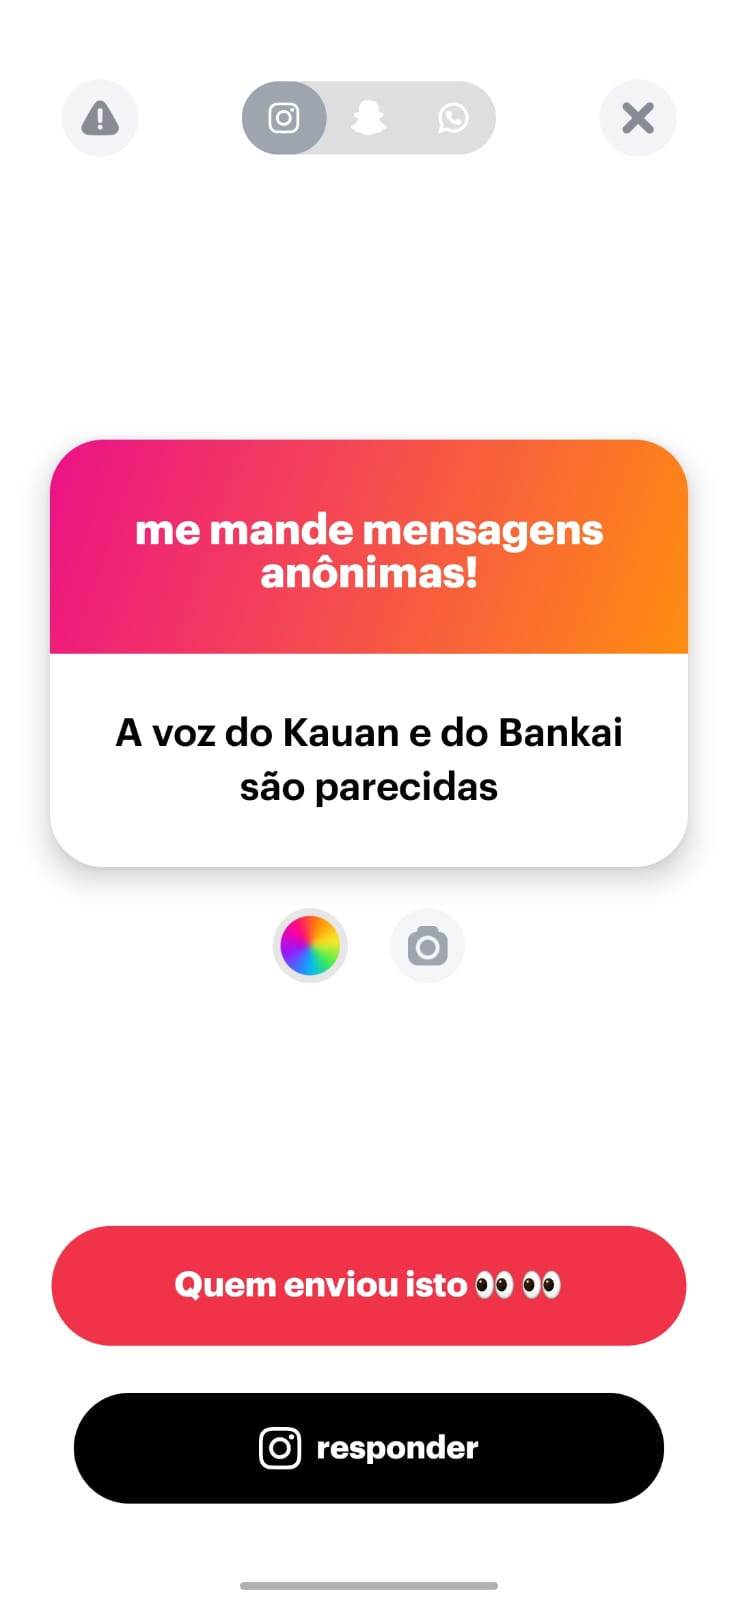 me mande mensagens
anônimas!
A voz do Kauan e do Bankai
são parecidas
Quem enviou isto 👀 👀
responder